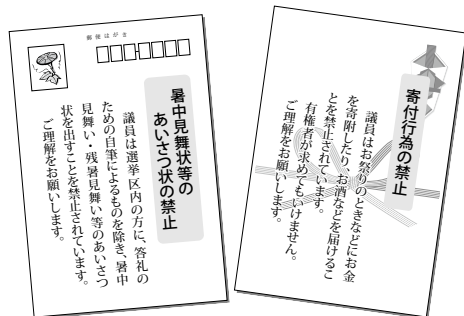 郵便はがき
暑中見舞状等の
あいさつ状の禁止
議員は選挙区内の方に、答礼の
ための自筆によるものを除き、暑中
見舞い・残暑見舞い等のあいさつ
状を出すことを禁止されています。
ご理解をお願いします。
寄付行為の禁止
議員はお祭りのときなどにお金
を寄附したり、お酒などを届けるこ
とを禁止されています。
有権者が求めてもいけません。
ご理解をお願いします。